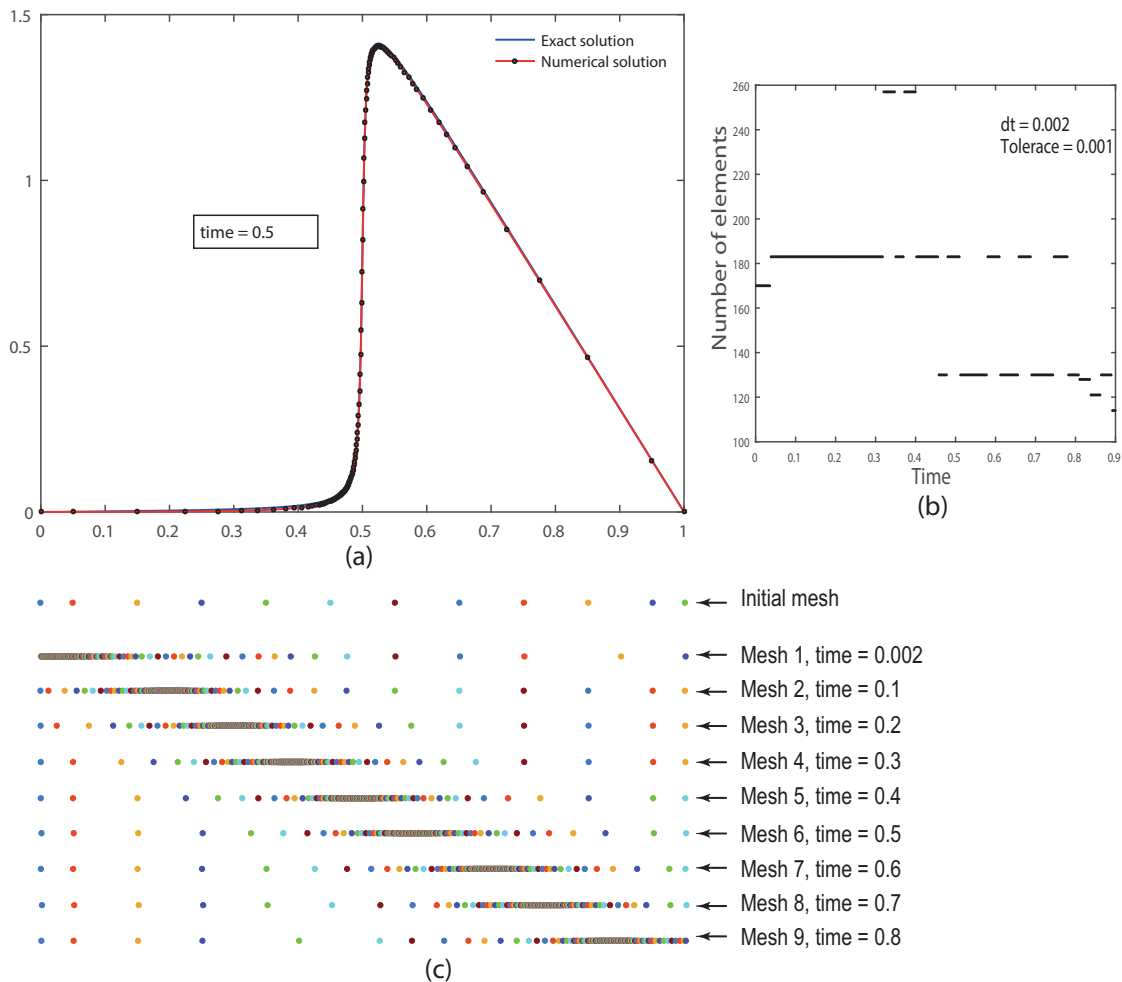 1.5
1
0.5
0
0
0.1
0.2
0.3
0.4
0.5
0.6
0.7
0.8
0.9
1
Exact solution
Numerical solution
time = 0.5
(a)
260
240
220
200
180
160
140
120
100
Number of elements
dt = 0.002
Tolerace = 0.001
0
0.1
0.2
0.3
0.4
0.5
0.6
0.7
0.8
0.9
Time
(b)
Initial mesh
Mesh 1, time = 0.002
Mesh 2, time = 0.1
Mesh 3, time = 0.2
Mesh 4, time = 0.3
Mesh 5, time = 0.4
Mesh 6, time = 0.5
Mesh 7, time = 0.6
Mesh 8, time = 0.7
Mesh 9, time = 0.8
(c)